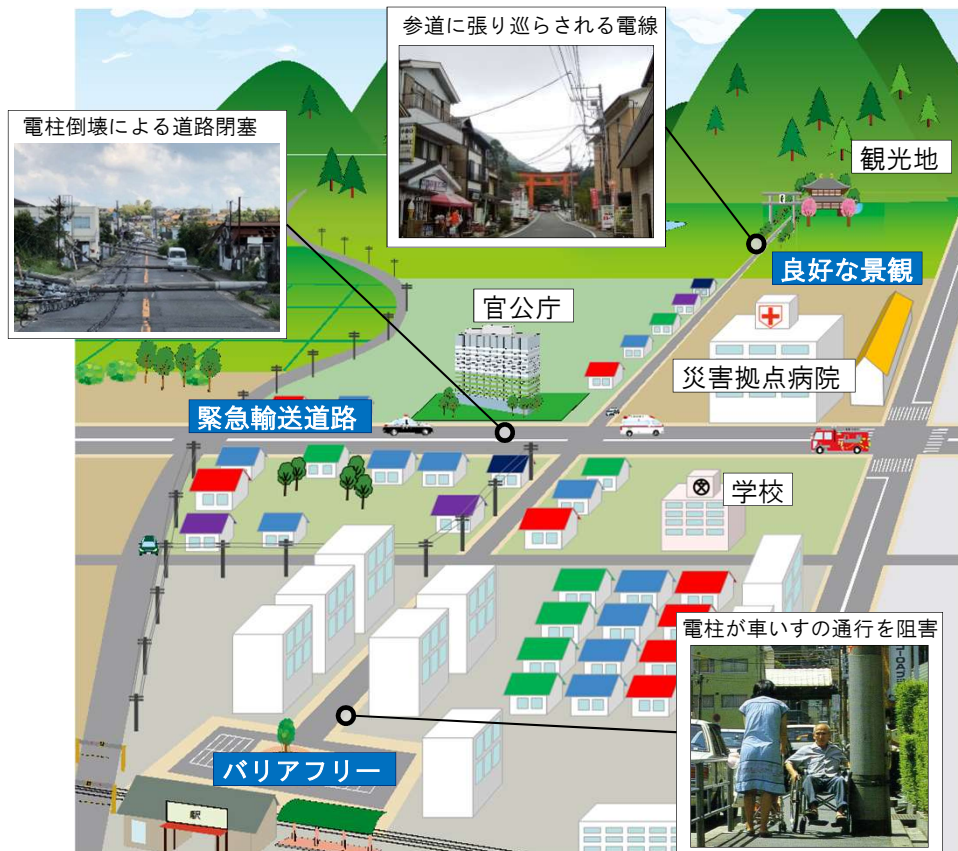 参道に張り巡らされる電線
電柱倒壊による道路閉塞
観光地
良好な景観
官公庁
災害拠点病院
緊急輸送道路
学校
文
電柱が車いすの通行を阻害
バリアフリー
駅